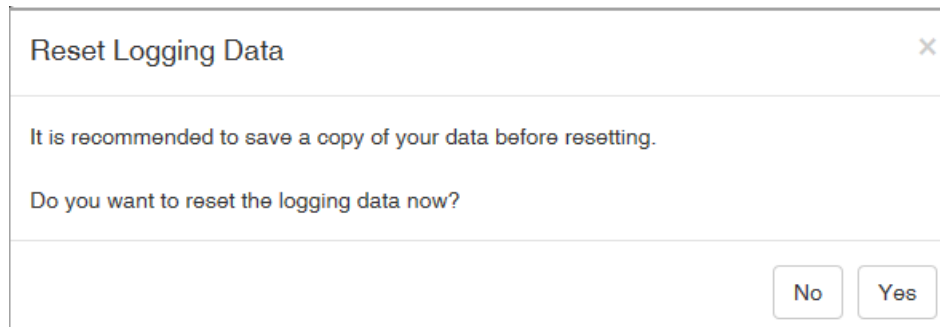 Reset Logging Data
×
It is recommended to save a copy of your data before resetting.
Do you want to reset the logging data now?
No Yes